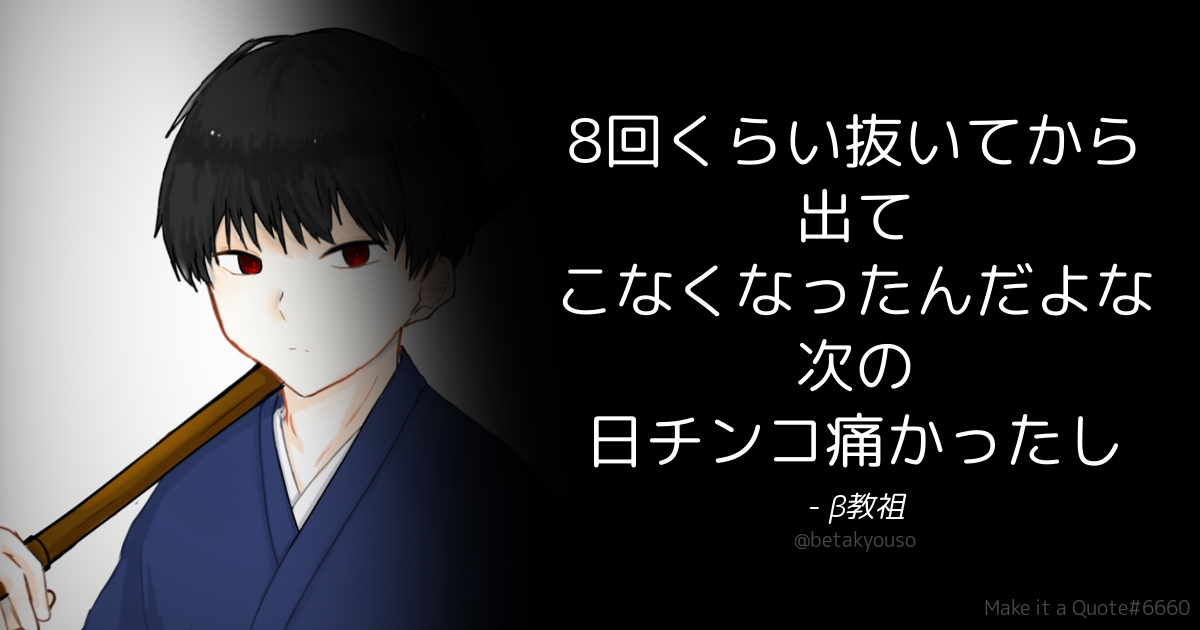 8回くらい抜いてから
出て
こなくなったんだよな
次の
日チンコ痛かったし
- β教祖
@betakyouso
Make it a Quote#6660